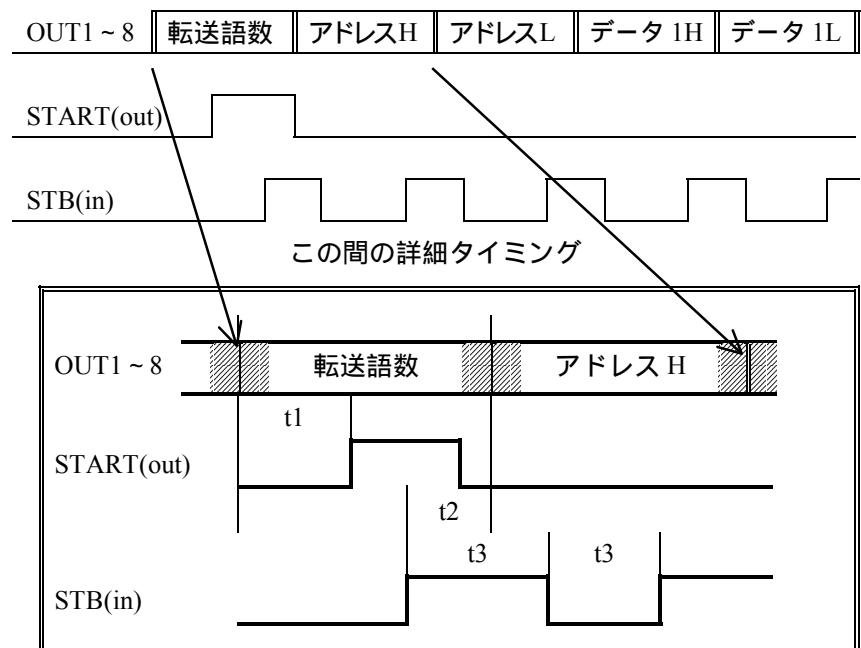 OUT1～8 転送語数 アドレスH アドレスL データ 1H データ 1L
START(out)
STB(in)
この間の詳細タイミング
OUT1～8 転送語数 アドレス H
t1
START(out)
t2
t3 t3
STB(in)